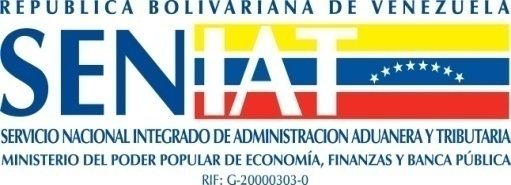 REPUBLICA BOLIVARIANA DE VENEZUELA
SENIAT
SERVICIO NACIONAL INTEGRADO DE ADMINISTRACION ADUANERA Y TRIBUTARIA
MINISTERIO DEL PODER POPULAR DE ECONOMÍA, FINANZAS Y BANCA PÚBLICA
RIF: G-20000303-0